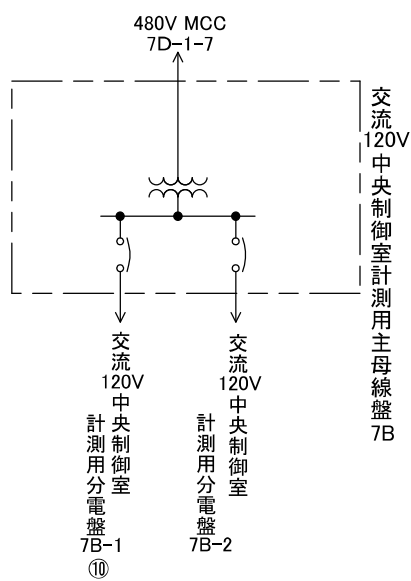 480V MCC
7D-1-7
交流120V中央制御室計測用主母線盤7B
交流120V中央制御室
計測用分電盤7B-1
⑩
交流120V中央制御室
計測用分電盤7B-2